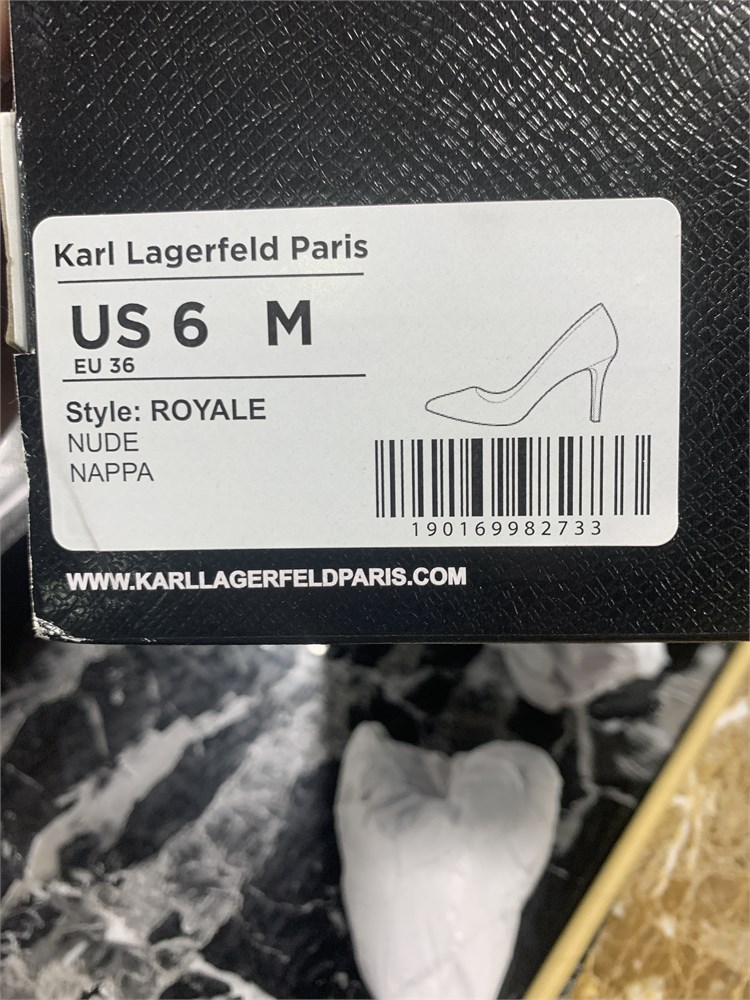 Karl Lagerfeld Paris
US 6 M
EU 36
Style: ROYALE
NUDE
NAPPA
190169982733
WWW.KARLLAGERFELDPARIS.COM